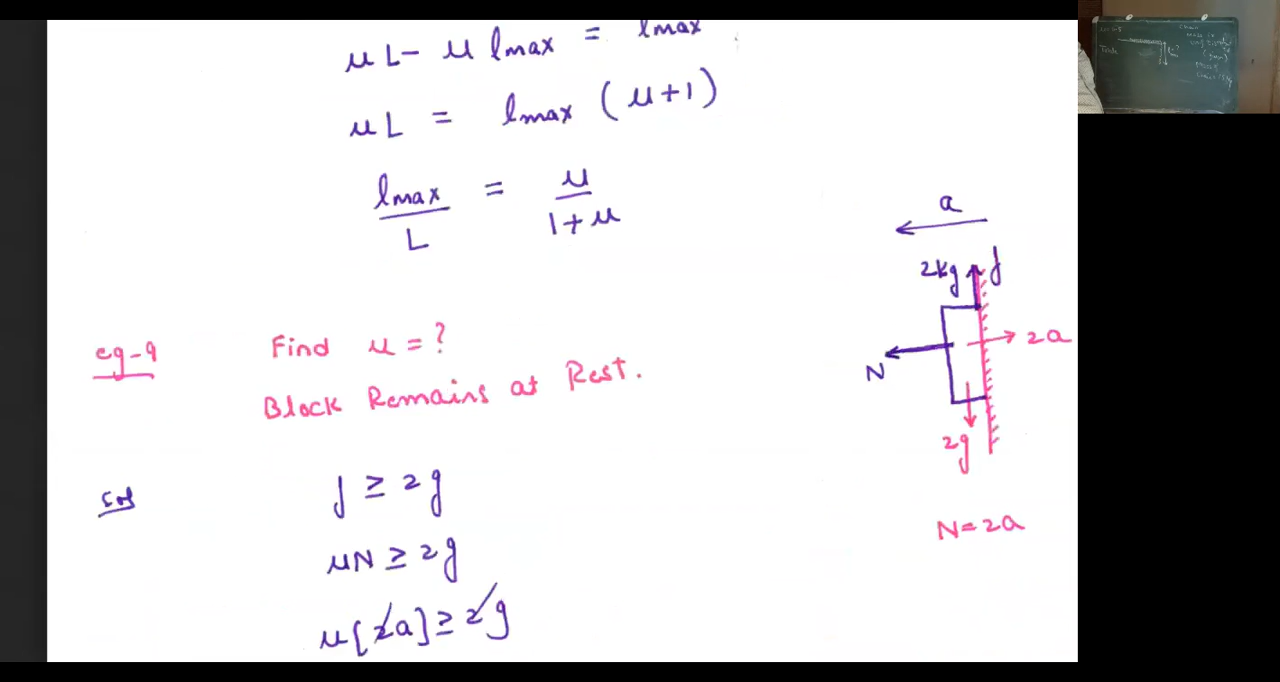 μL - μ lmax = lmax
μL = lmax (μ+1)
lmax / L = μ / 1+μ
a
2kg f
eg-9 Find μ = ?
2a
N
Block Remains at Rest.
2g
Sol f ≥ 2g
N=2a
μN ≥ 2g
μ[2a] ≥ 2g